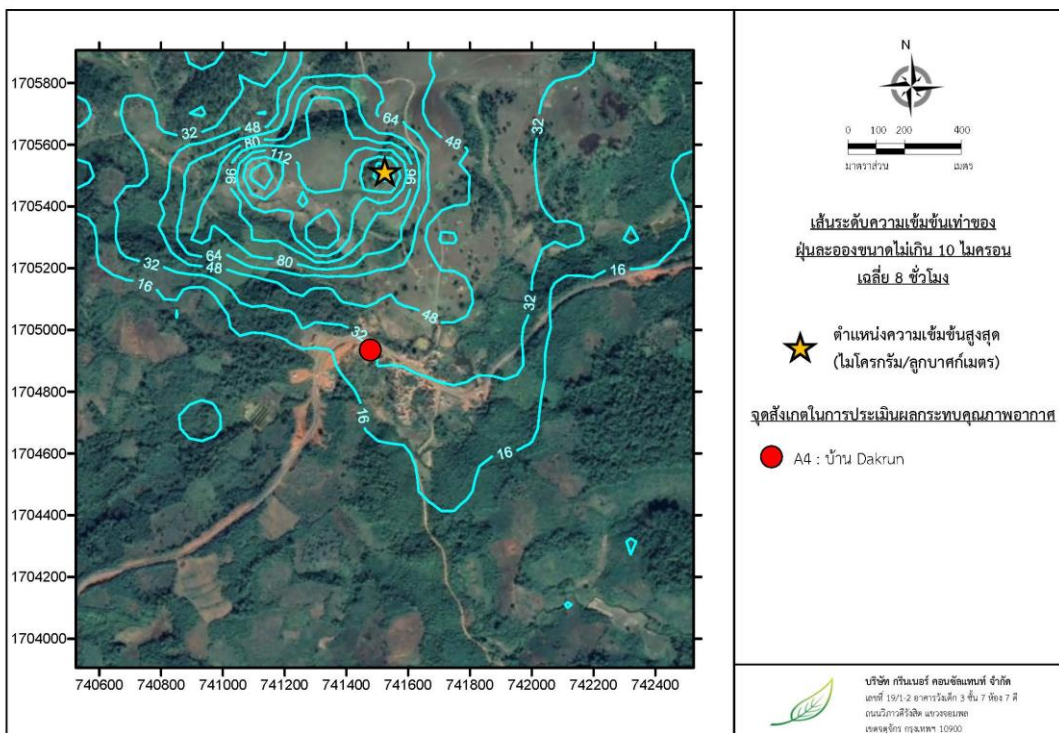 1705800
1705600
1705400
1705200
1705000
1704800
1704600
1704400
1704200
1704000
740600 740800 741000 741200 741400 741600 741800 742000 742200 742400
32
48
80
112
96
64
96
48
32
64
48
80
32
16
48
32
32
16
16
16
N
0 100 200 400
มาตราส่วน เมตร
เส้นระดับความเข้มข้นเท่าของ
ฝุ่นละอองขนาดไม่เกิน 10 ไมครอน
เฉลี่ย 8 ชั่วโมง
ตำแหน่งความเข้มข้นสูงสุด
(ไมโครกรัม/ลูกบาศก์เมตร)
จุดสังเกตในการประเมินผลกระทบคุณภาพอากาศ
A4 : บ้าน Dakrun
บริษัท กรีนเนอร์ คอนซัลแทนท์ จำกัด
เลขที่ 19/1-2 อาคารวังเด็ก 3 ชั้น 7 ห้อง 7 ดี
ถนนวิภาวดีรังสิต แขวงจอมพล
เขตจตุจักร กรุงเทพฯ 10900